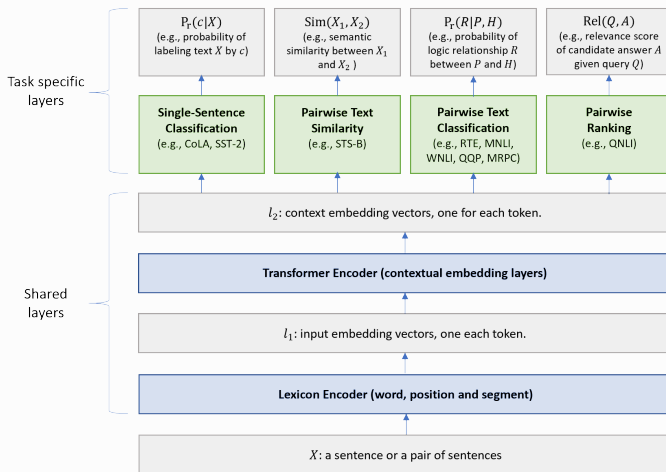 Pr(c|X)
(e.g., probability of
labeling text X by c)
Sim(X1, X2)
(e.g., semantic
similarity between X1
and X2 )
Pr(R|P, H)
(e.g., probability of
logic relationship R
between P and H)
Rel(Q, A)
(e.g., relevance score
of candidate answer A
given query Q)
Task specific
layers
Single-Sentence
Classification
(e.g., CoLA, SST-2)
Pairwise Text
Similarity
(e.g., STS-B)
Pairwise Text
Classification
(e.g., RTE, MNLI,
WNLI, QQP, MRPC)
Pairwise
Ranking
(e.g., QNLI)
l2: context embedding vectors, one for each token.
Transformer Encoder (contextual embedding layers)
Shared
layers
l1: input embedding vectors, one each token.
Lexicon Encoder (word, position and segment)
X: a sentence or a pair of sentences